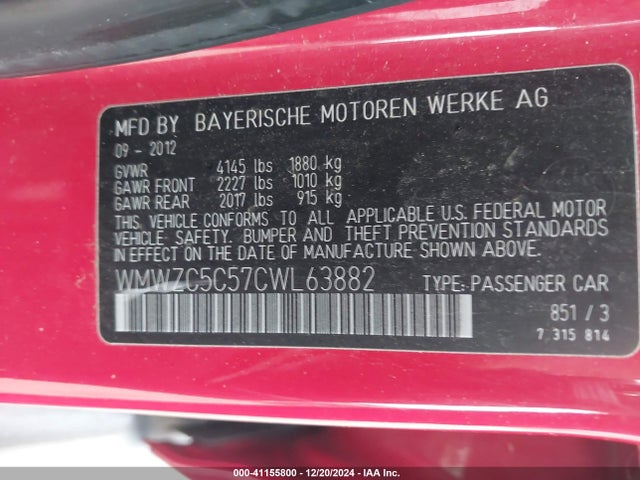 MFD BY BAYERISCHE MOTOREN WERKE AG
09 - 2012
GVWR 4145 lbs 1880 kg
GAWR FRONT 2227 lbs 1010 kg
GAWR REAR 2017 lbs 915 kg
THIS VEHICLE CONFORMS TO ALL APPLICABLE U.S. FEDERAL MOTOR
VEHICLE SAFETY, BUMPER AND THEFT PREVENTION STANDARDS
IN EFFECT ON THE DATE OF MANUFACTURE SHOWN ABOVE.
WMWZC5C57CWL63882 TYPE: PASSENGER CAR
851 / 3
7 315 814
000-41155800 - 12/20/2024 - IAA Inc.